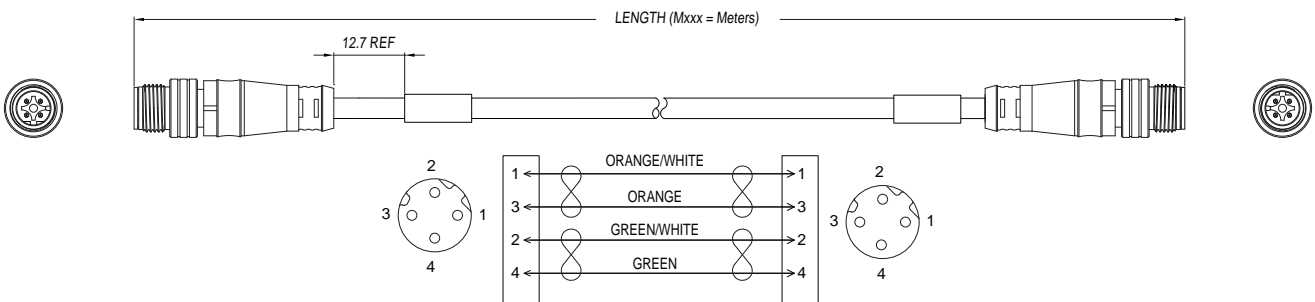 LENGTH (Mxxx = Meters)
12.7 REF
ORANGE/WHITE
1 1
ORANGE
3 3
GREEN/WHITE
2 2
GREEN
4 4
2
3 1
4
2
3 1
4